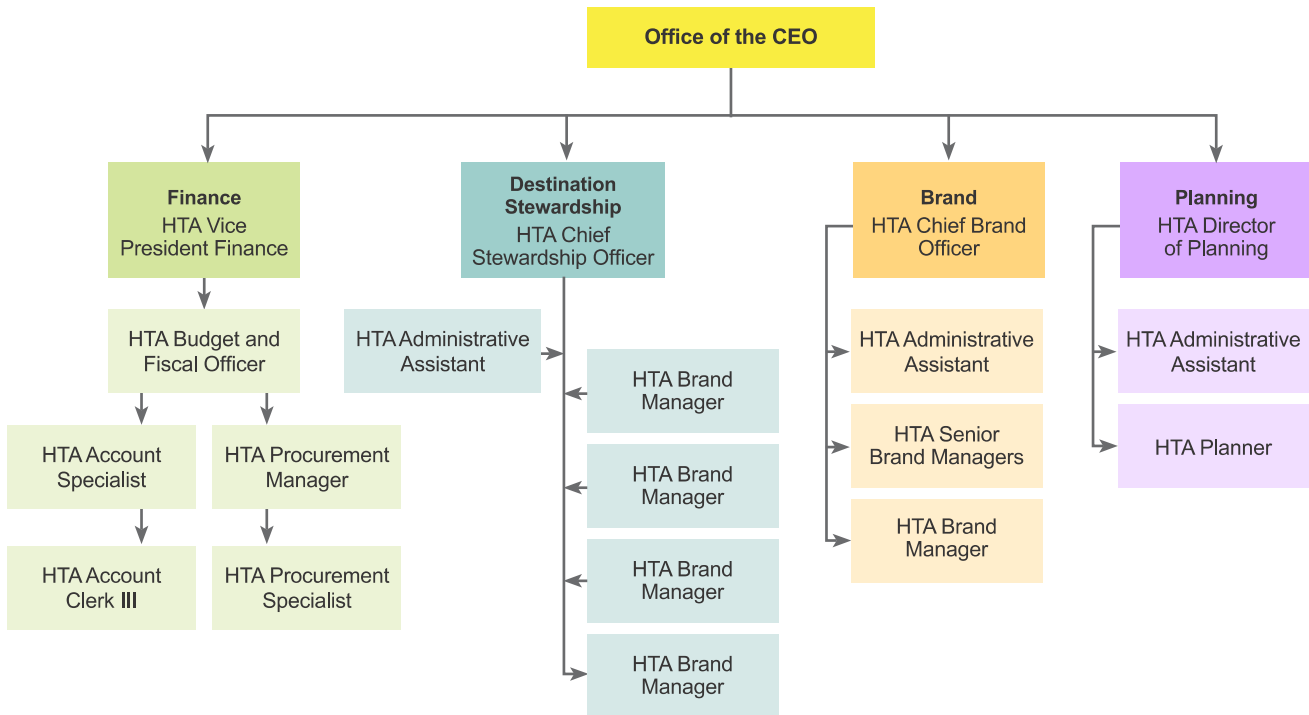 Office of the CEO
Finance
HTA Vice
President Finance
Destination
Stewardship
HTA Chief
Stewardship Officer
Brand
HTA Chief Brand
Officer
Planning
HTA Director
of Planning
HTA Budget and
Fiscal Officer
HTA Account
Specialist
HTA Procurement
Manager
HTA Account
Clerk III
HTA Procurement
Specialist
HTA Administrative
Assistant
HTA Brand
Manager
HTA Brand
Manager
HTA Brand
Manager
HTA Brand
Manager
HTA Administrative
Assistant
HTA Senior
Brand Managers
HTA Brand
Manager
HTA Administrative
Assistant
HTA Planner